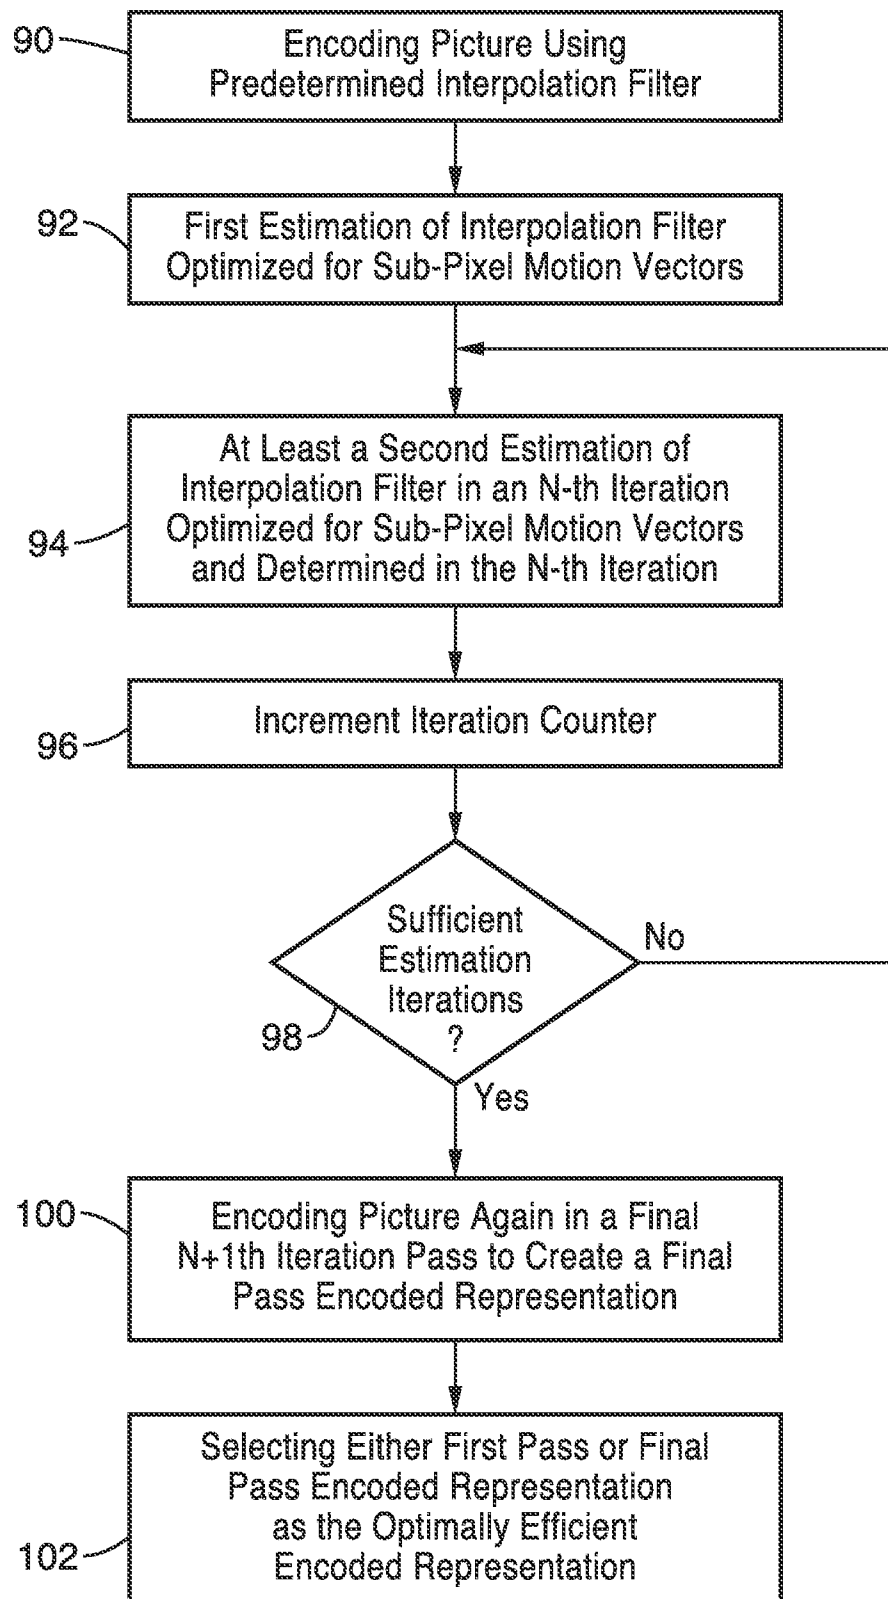 90
Encoding Picture Using
Predetermined Interpolation Filter
92
First Estimation of Interpolation Filter
Optimized for Sub-Pixel Motion Vectors
At Least a Second Estimation of
Interpolation Filter in an N-th Iteration
Optimized for Sub-Pixel Motion Vectors
and Determined in the N-th Iteration
94
Increment Iteration Counter
96
Sufficient
Estimation
Iterations
?
No
98
Yes
100
Encoding Picture Again in a Final
N+1th Iteration Pass to Create a Final
Pass Encoded Representation
Selecting Either First Pass or Final
Pass Encoded Representation
as the Optimally Efficient
Encoded Representation
102